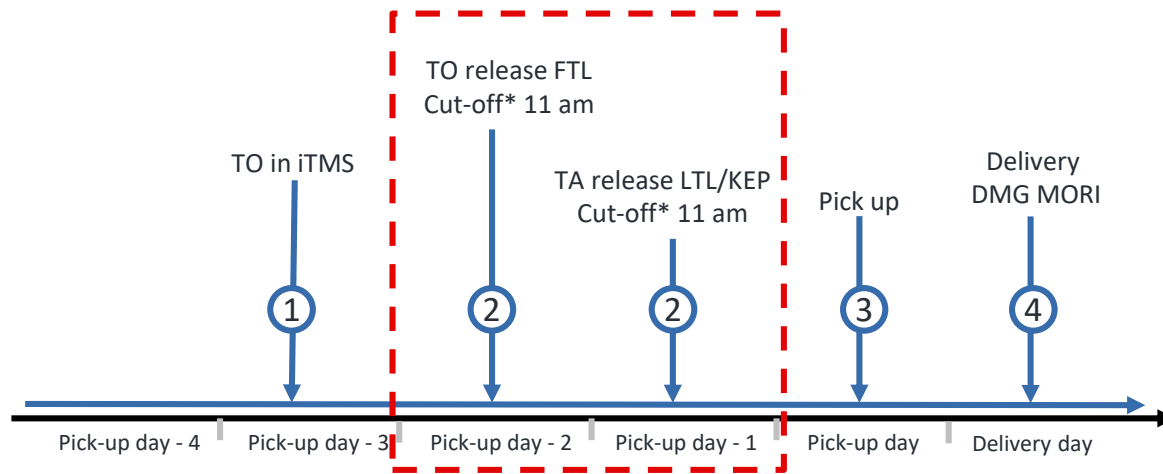 TO release FTL
Cut-off* 11 am
TO in iTMS
TA release LTL/KEP
Cut-off* 11 am
Pick up
Delivery
DMG MORI
1
2
2
3
4
Pick-up day - 4
Pick-up day - 3
Pick-up day - 2
Pick-up day - 1
Pick-up day
Delivery day